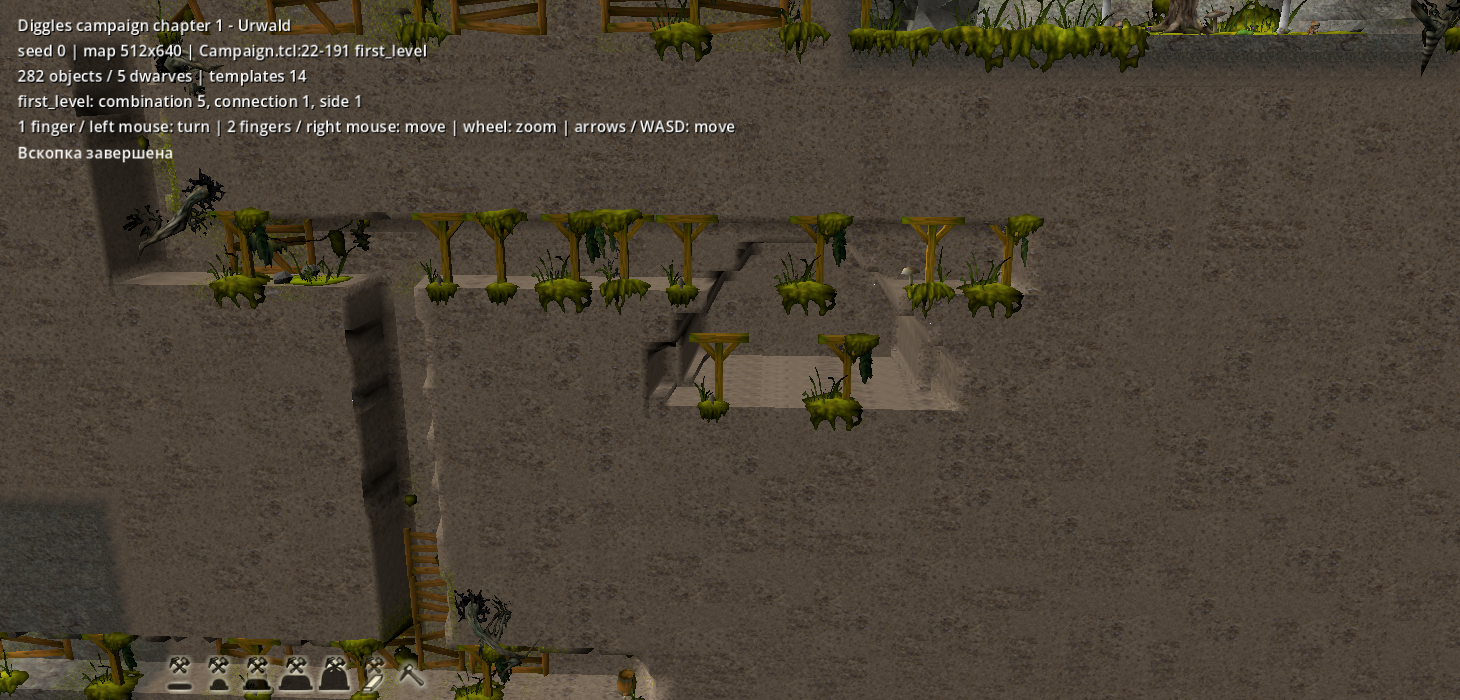 Diggles campaign chapter 1 - Urwald
seed 0 | map 512x640 | Campaign.tcl:22-191 first_level
282 objects / 5 dwarves | templates 14
first_level: combination 5, connection 1, side 1
1 finger / left mouse: turn | 2 fingers / right mouse: move | wheel: zoom | arrows / WASD: move
Вскопка завершена